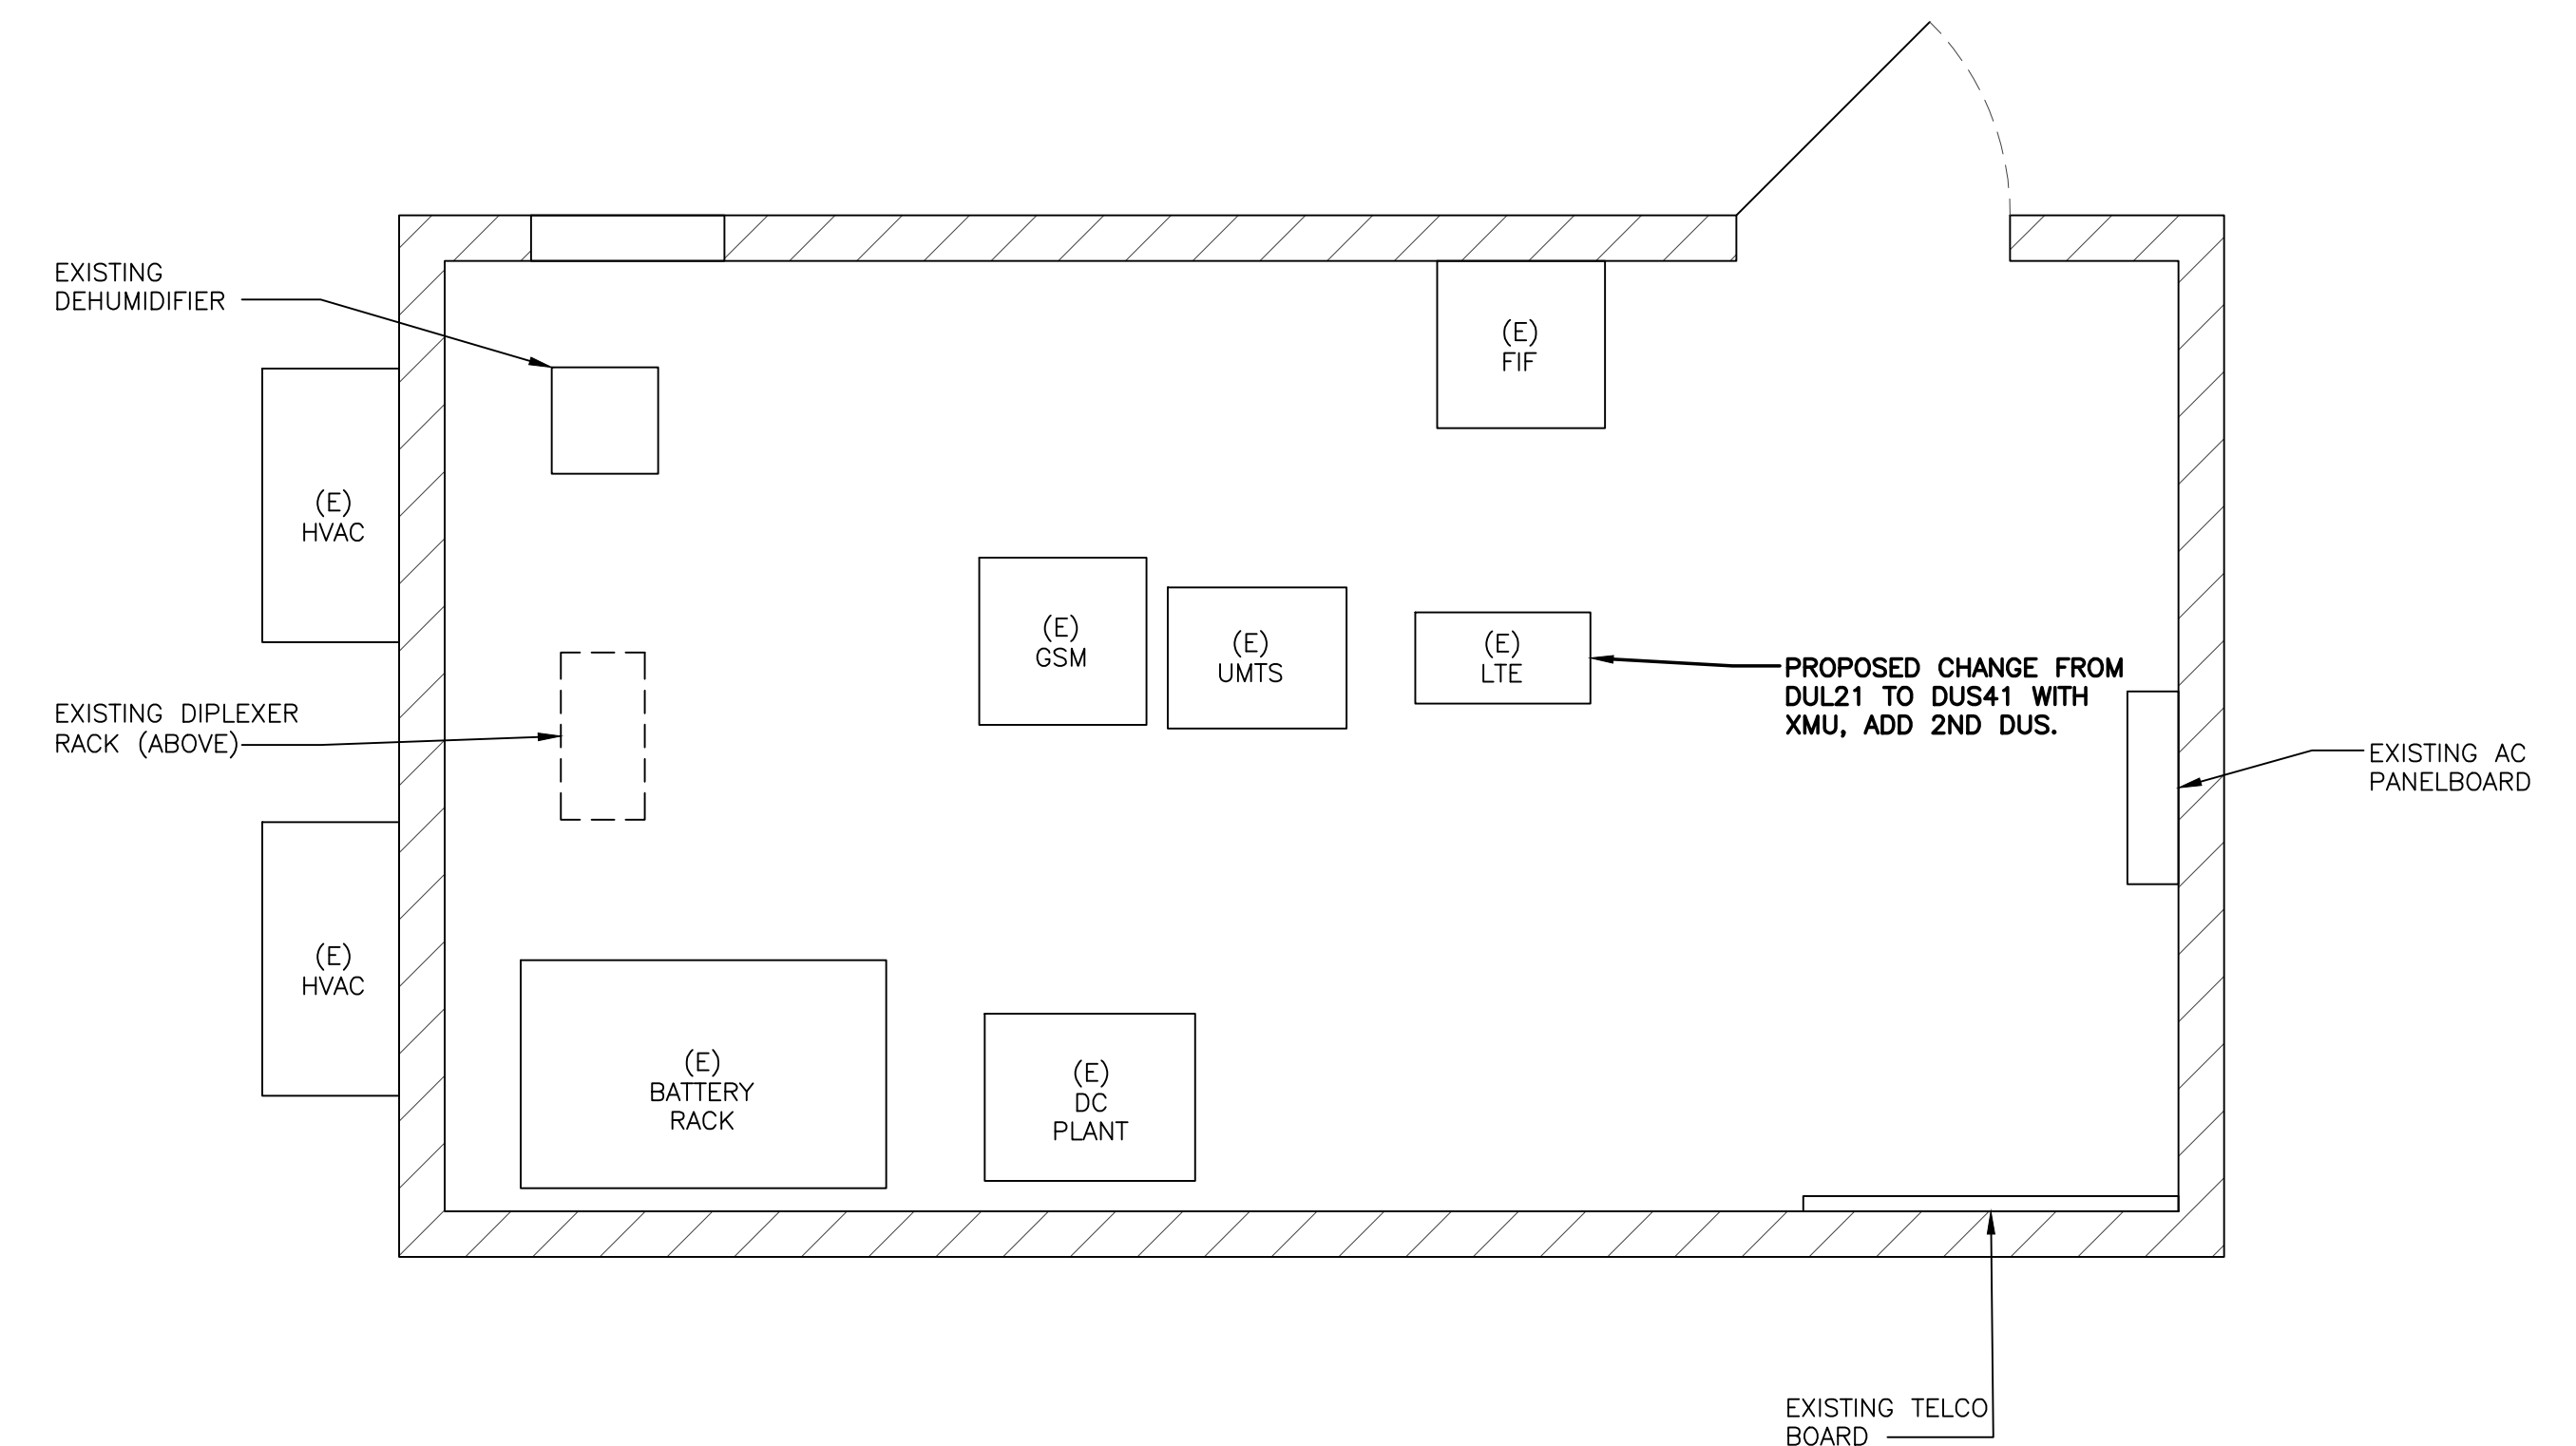 EXISTING
DEHUMIDIFIER
(E)
FIF
(E)
HVAC
(E)
GSM
(E)
UMTS
(E)
LTE
PROPOSED CHANGE FROM
DUL21 TO DUS41 WITH
XMU, ADD 2ND DUS.
EXISTING DIPLEXER
RACK (ABOVE)
EXISTING AC
PANELBOARD
(E)
HVAC
(E)
BATTERY
RACK
(E)
DC
PLANT
EXISTING TELCO
BOARD